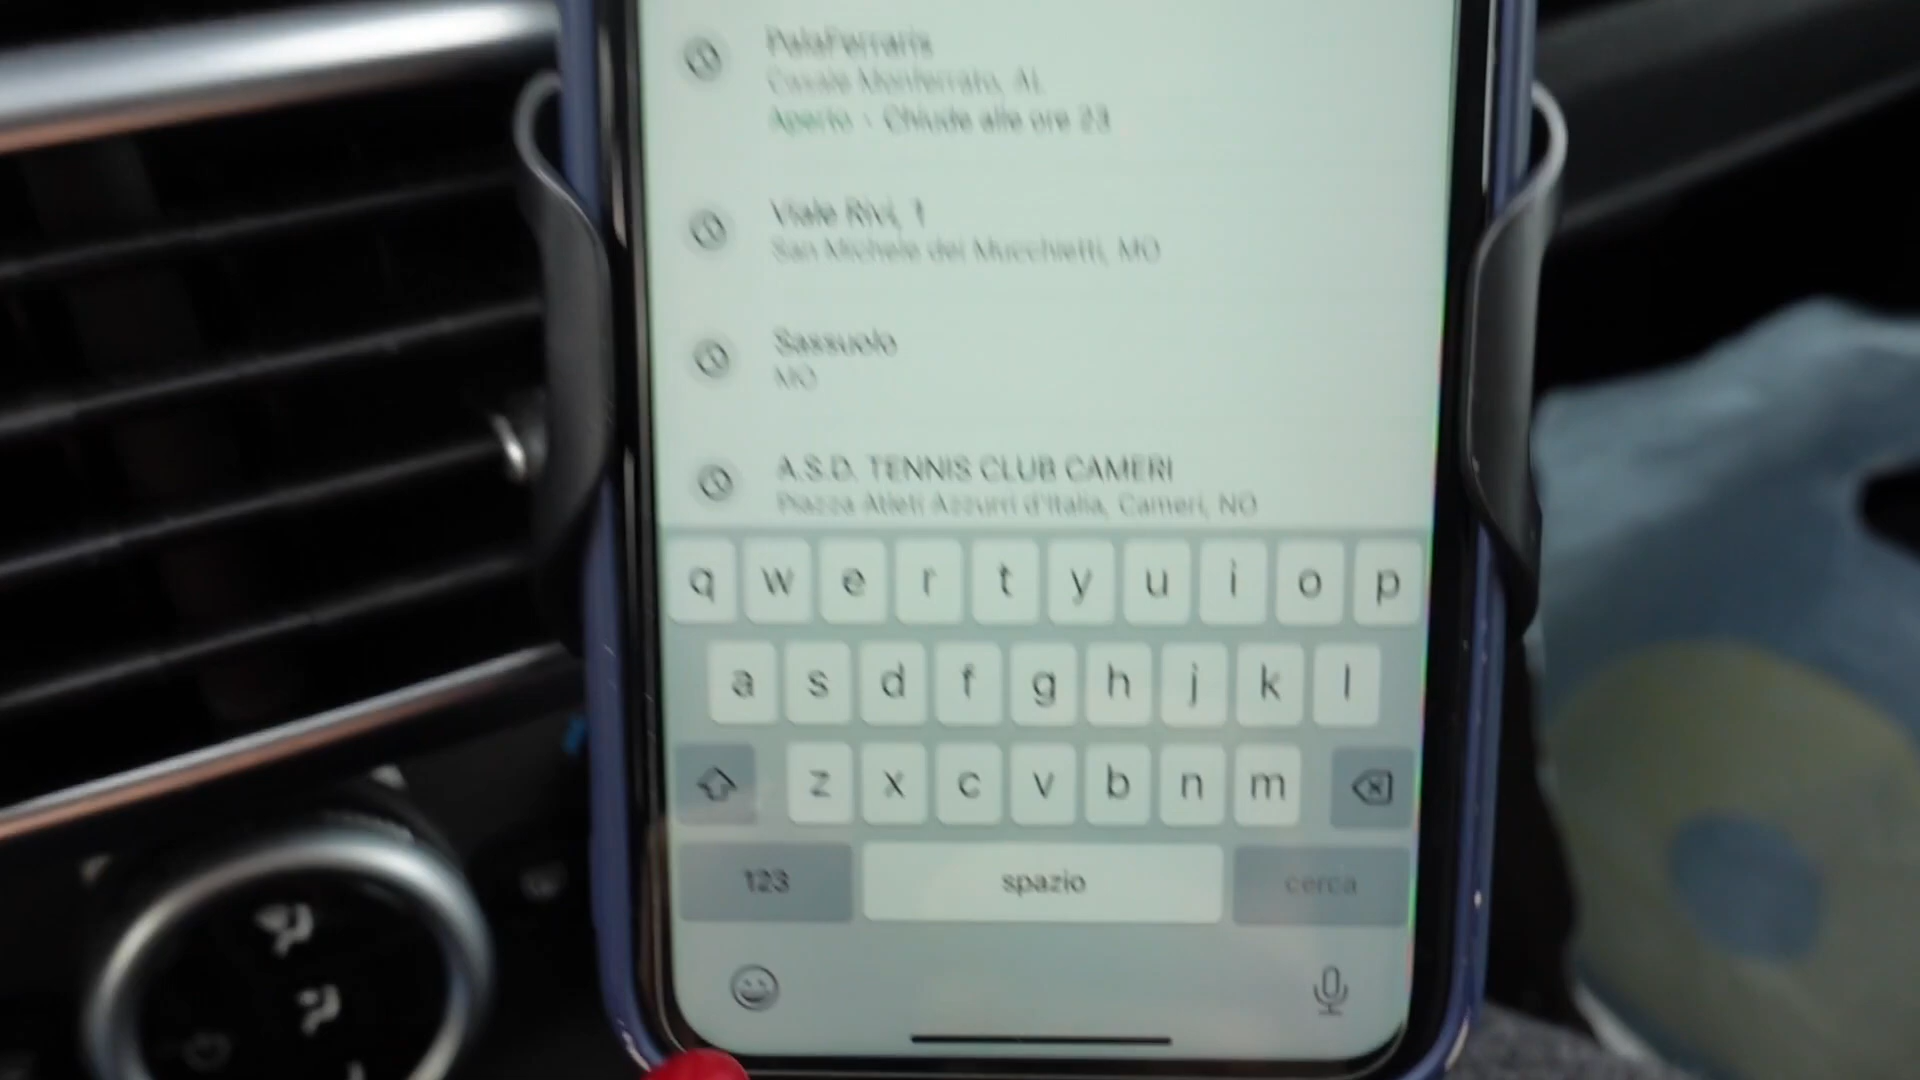 PalaFerraris
Casale Monferrato, AL
Aperto · Chiude alle ore 23
Viale Rivi, 1
San Michele dei Mucchietti, MO
Sassuolo
MO
A.S.D. TENNIS CLUB CAMERI
Piazza Atleti Azzurri d'Italia, Cameri, NO
q w e r t y u i o p
a s d f g h j k l
z x c v b n m
123 spazio cerca